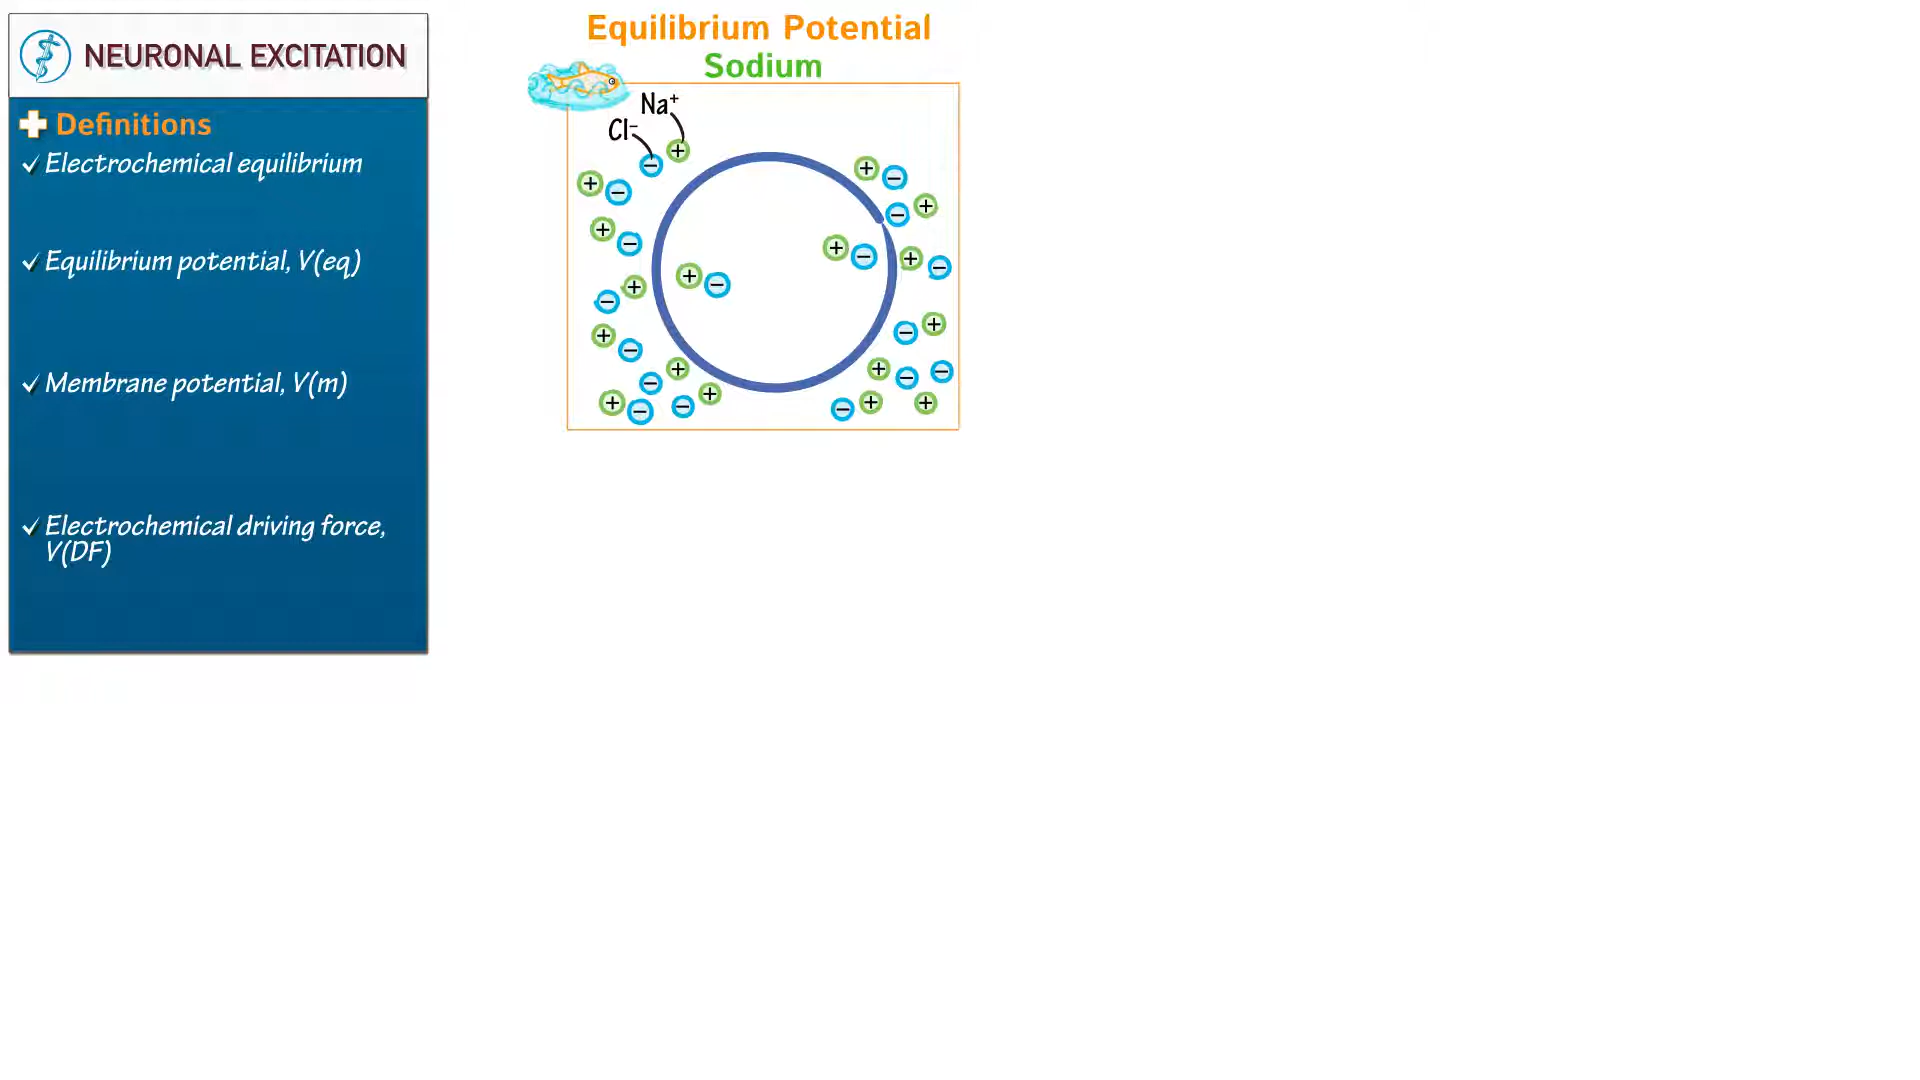 NEURONAL EXCITATION
Definitions
Electrochemical equilibrium
Equilibrium potential, V(eq)
Membrane potential, V(m)
Electrochemical driving force,
V(DF)
Equilibrium Potential
Sodium
Na⁺
Cl⁻